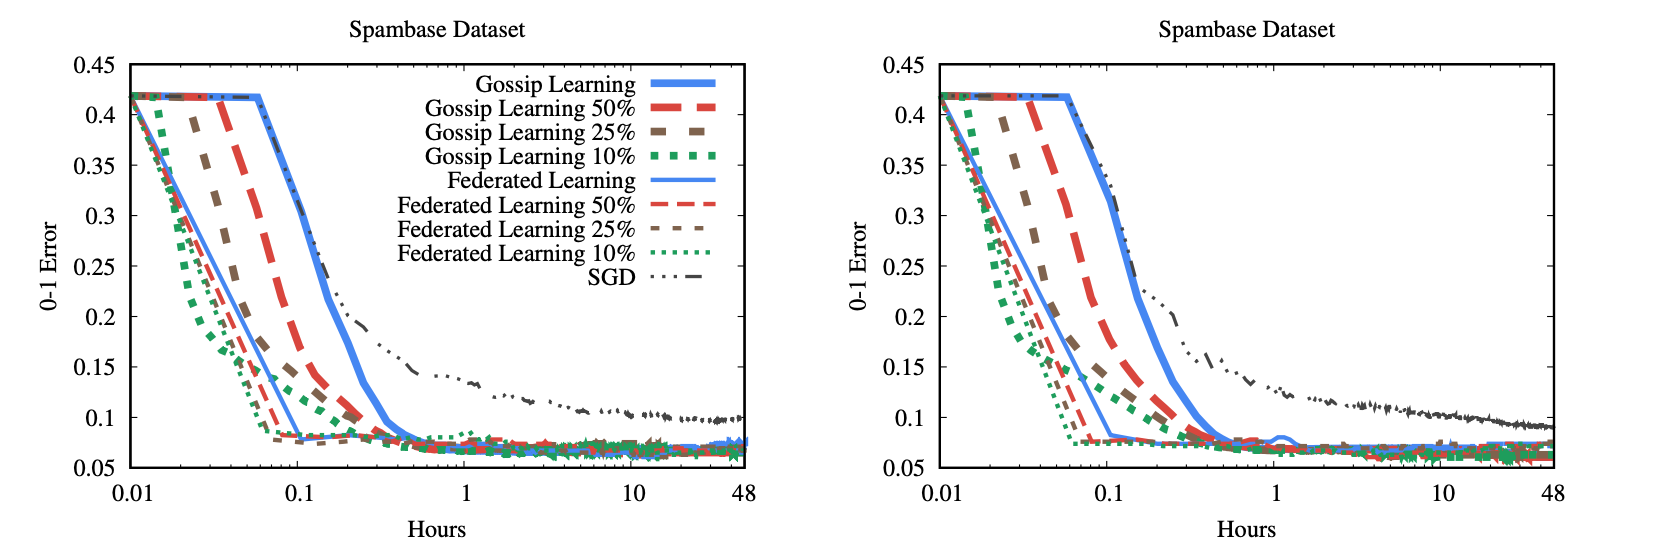 Spambase Dataset
0.45
0.4
0.35
0.3
0.25
0.2
0.15
0.1
0.05
0-1 Error
Gossip Learning
Gossip Learning 50%
Gossip Learning 25%
Gossip Learning 10%
Federated Learning
Federated Learning 50%
Federated Learning 25%
Federated Learning 10%
SGD
0.01 0.1 1 10 48
Hours
Spambase Dataset
0.45
0.4
0.35
0.3
0.25
0.2
0.15
0.1
0.05
0-1 Error
0.01 0.1 1 10 48
Hours